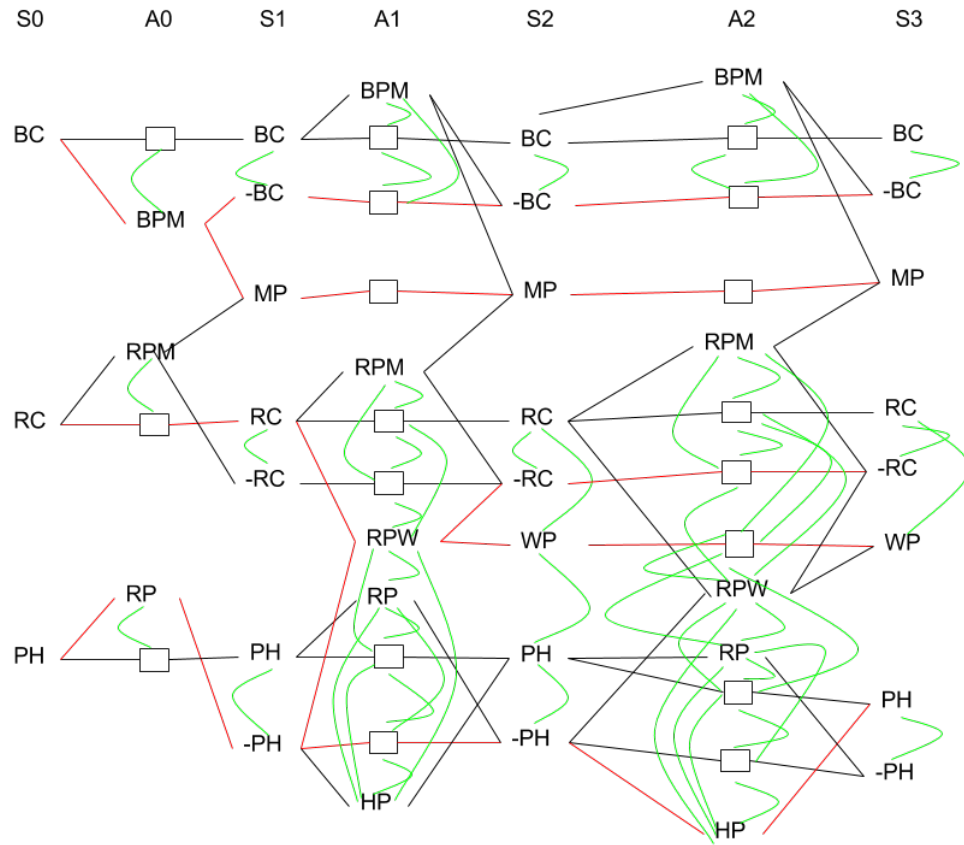 S0 A0 S1 A1 S2 A2 S3
BPM
BPM
BC BC BC BC
-BC -BC -BC
BPM
MP MP MP
RPM
RPM
RPM
RC RC RC RC
-RC -RC -RC
RPW WP WP
RPW
RP RP
PH PH PH RP
PH
-PH -PH
-PH
HP
HP